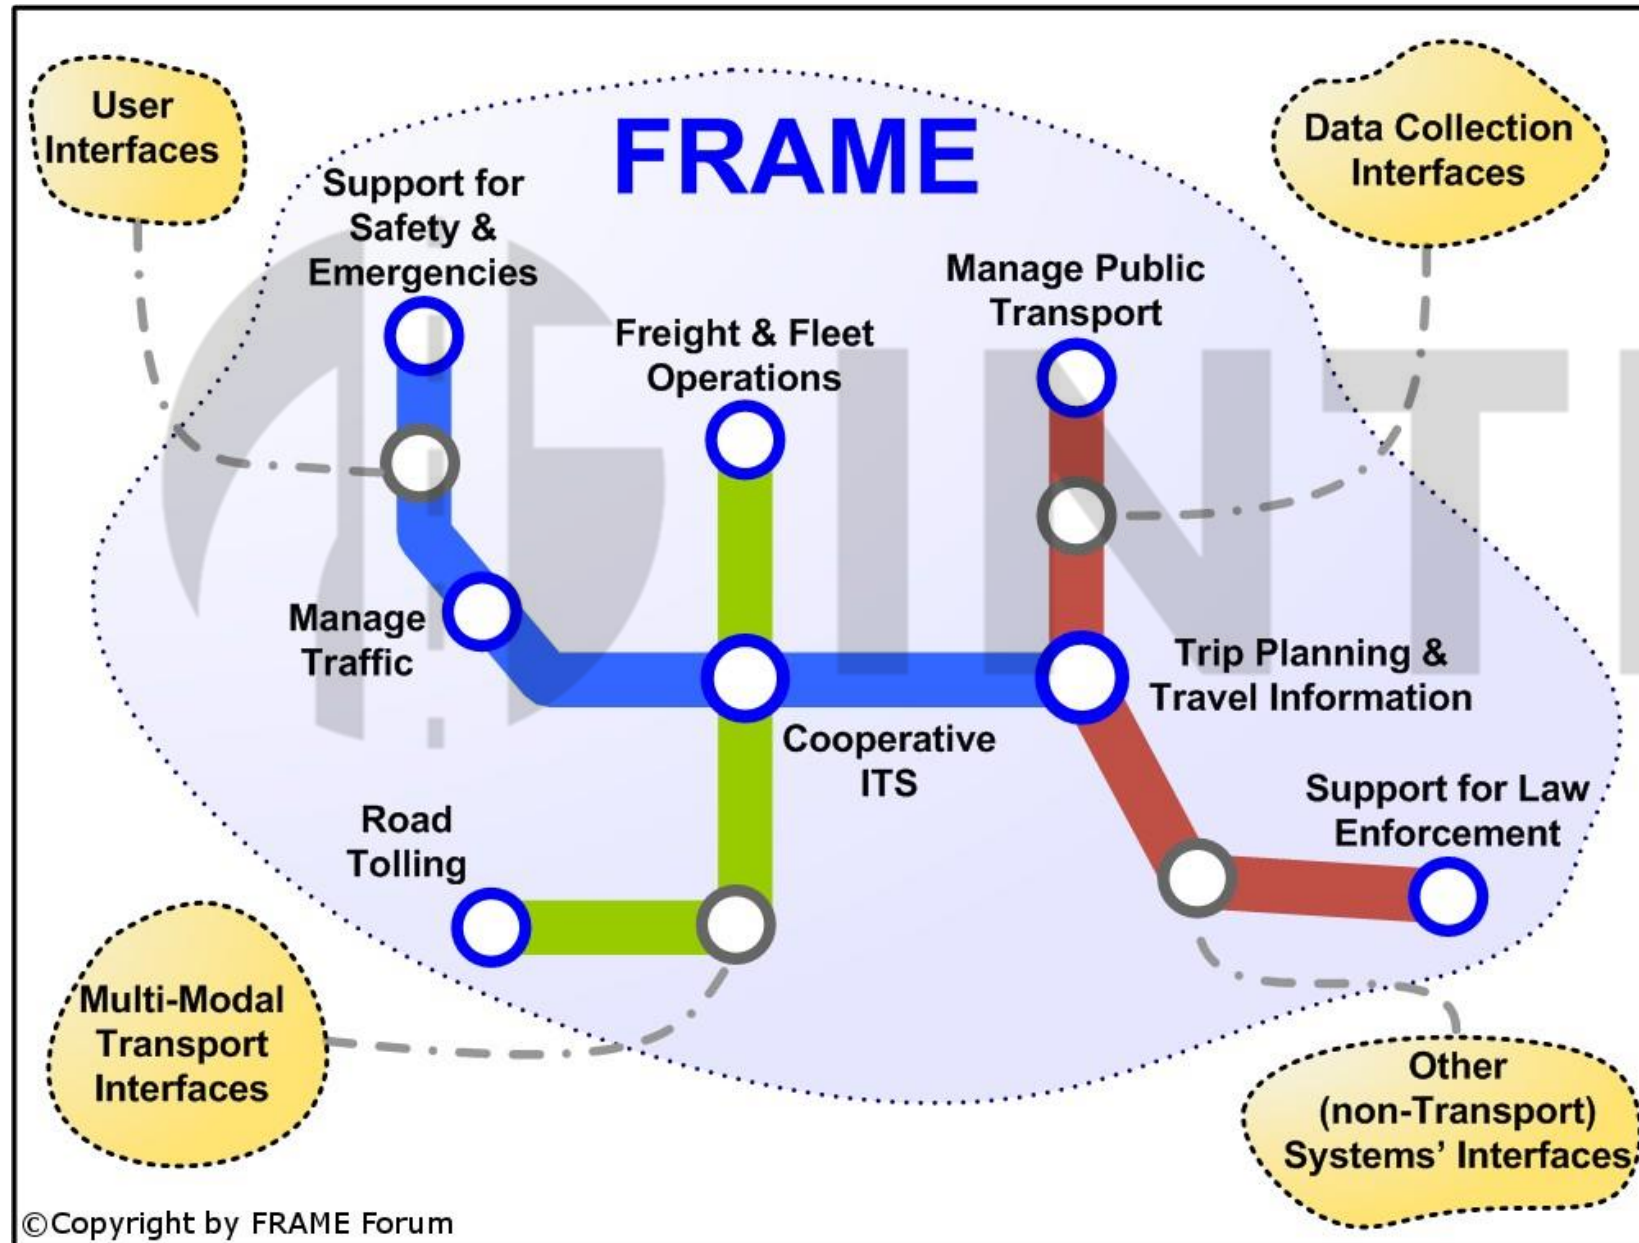 FRAME
User
Interfaces
Data Collection
Interfaces
Support for
Safety &
Emergencies
Manage Public
Transport
Freight & Fleet
Operations
Manage
Traffic
Trip Planning &
Travel Information
Cooperative
ITS
Road
Tolling
Support for Law
Enforcement
Multi-Modal
Transport
Interfaces
Other
(non-Transport)
Systems’ Interfaces
©Copyright by FRAME Forum